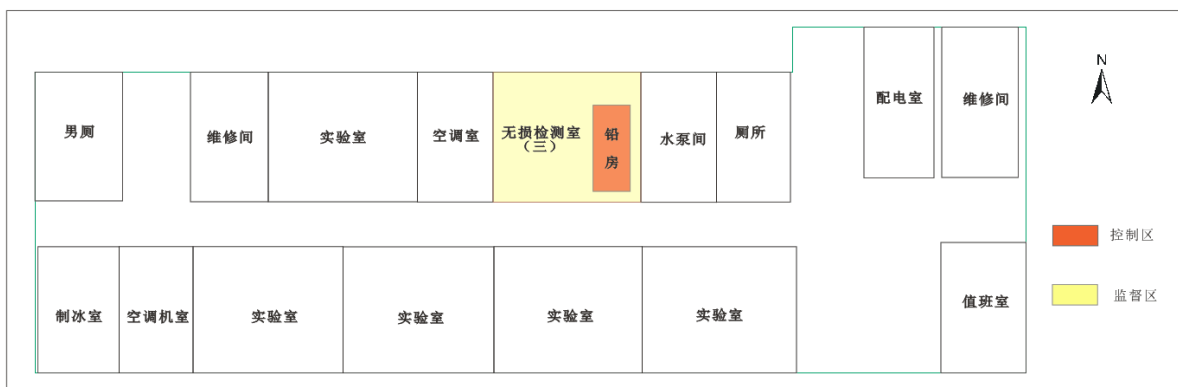 N
配电室
维修间
男厕
维修间
实验室
空调室
无损检测室
（三）
铅
房
水泵间
厕所
控制区
监督区
制冰室
空调机室
实验室
实验室
实验室
实验室
值班室